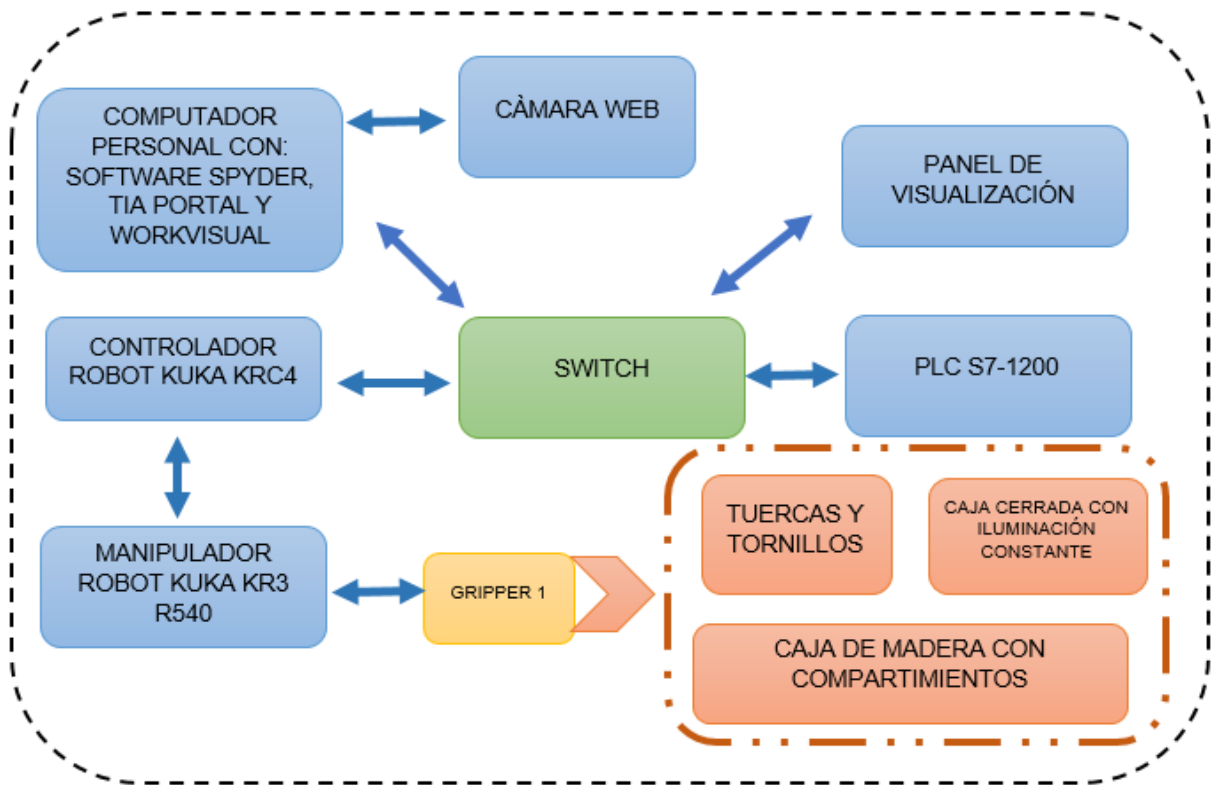 COMPUTADOR
PERSONAL CON:
SOFTWARE SPYDER,
TIA PORTAL Y
WORKVISUAL
CÀMARA WEB
PANEL DE
VISUALIZACIÓN
CONTROLADOR
ROBOT KUKA KRC4
SWITCH
PLC S7-1200
MANIPULADOR
ROBOT KUKA KR3
R540
GRIPPER 1
TUERCAS Y
TORNILLOS
CAJA CERRADA CON
ILUMINACIÓN
CONSTANTE
CAJA DE MADERA CON
COMPARTIMIENTOS